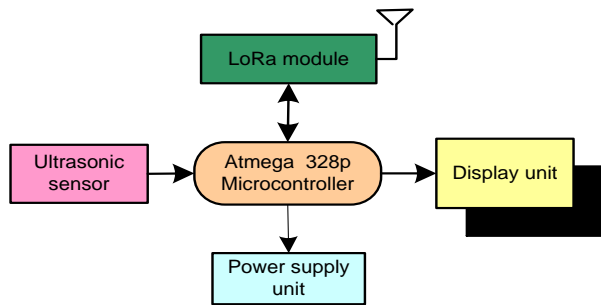 LoRa module
Ultrasonic
sensor
Atmega 328p
Microcontroller
Display unit
Power supply
unit